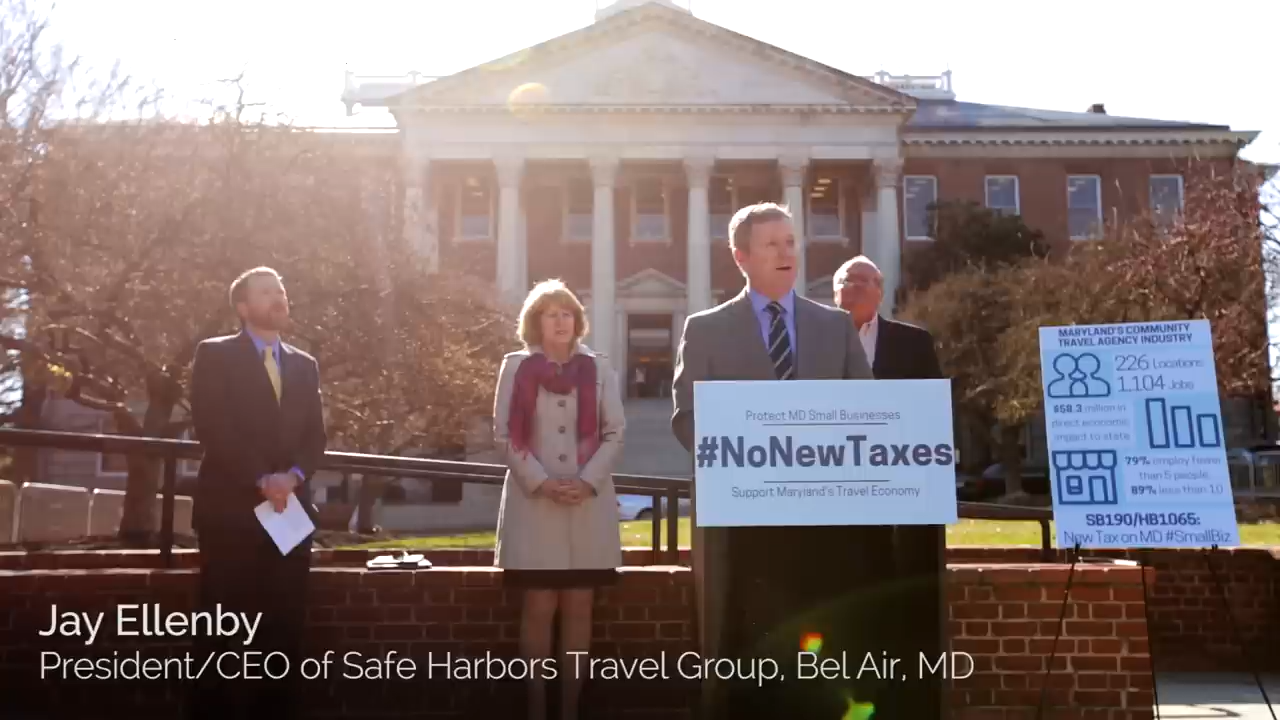 Protect MD Small Businesses
#NoNewTaxes
Support Maryland's Travel Economy
MARYLAND'S COMMUNITY
TRAVEL AGENCY INDUSTRY
226 Locations
1,104 Jobs
$58.3 million in
direct economic
impact to state
79% employ fewer
than 5 people,
89% less than 10
SB190/HB1065:
New Tax on MD #SmallBiz
Jay Ellenby
President/CEO of Safe Harbors Travel Group, Bel Air, MD